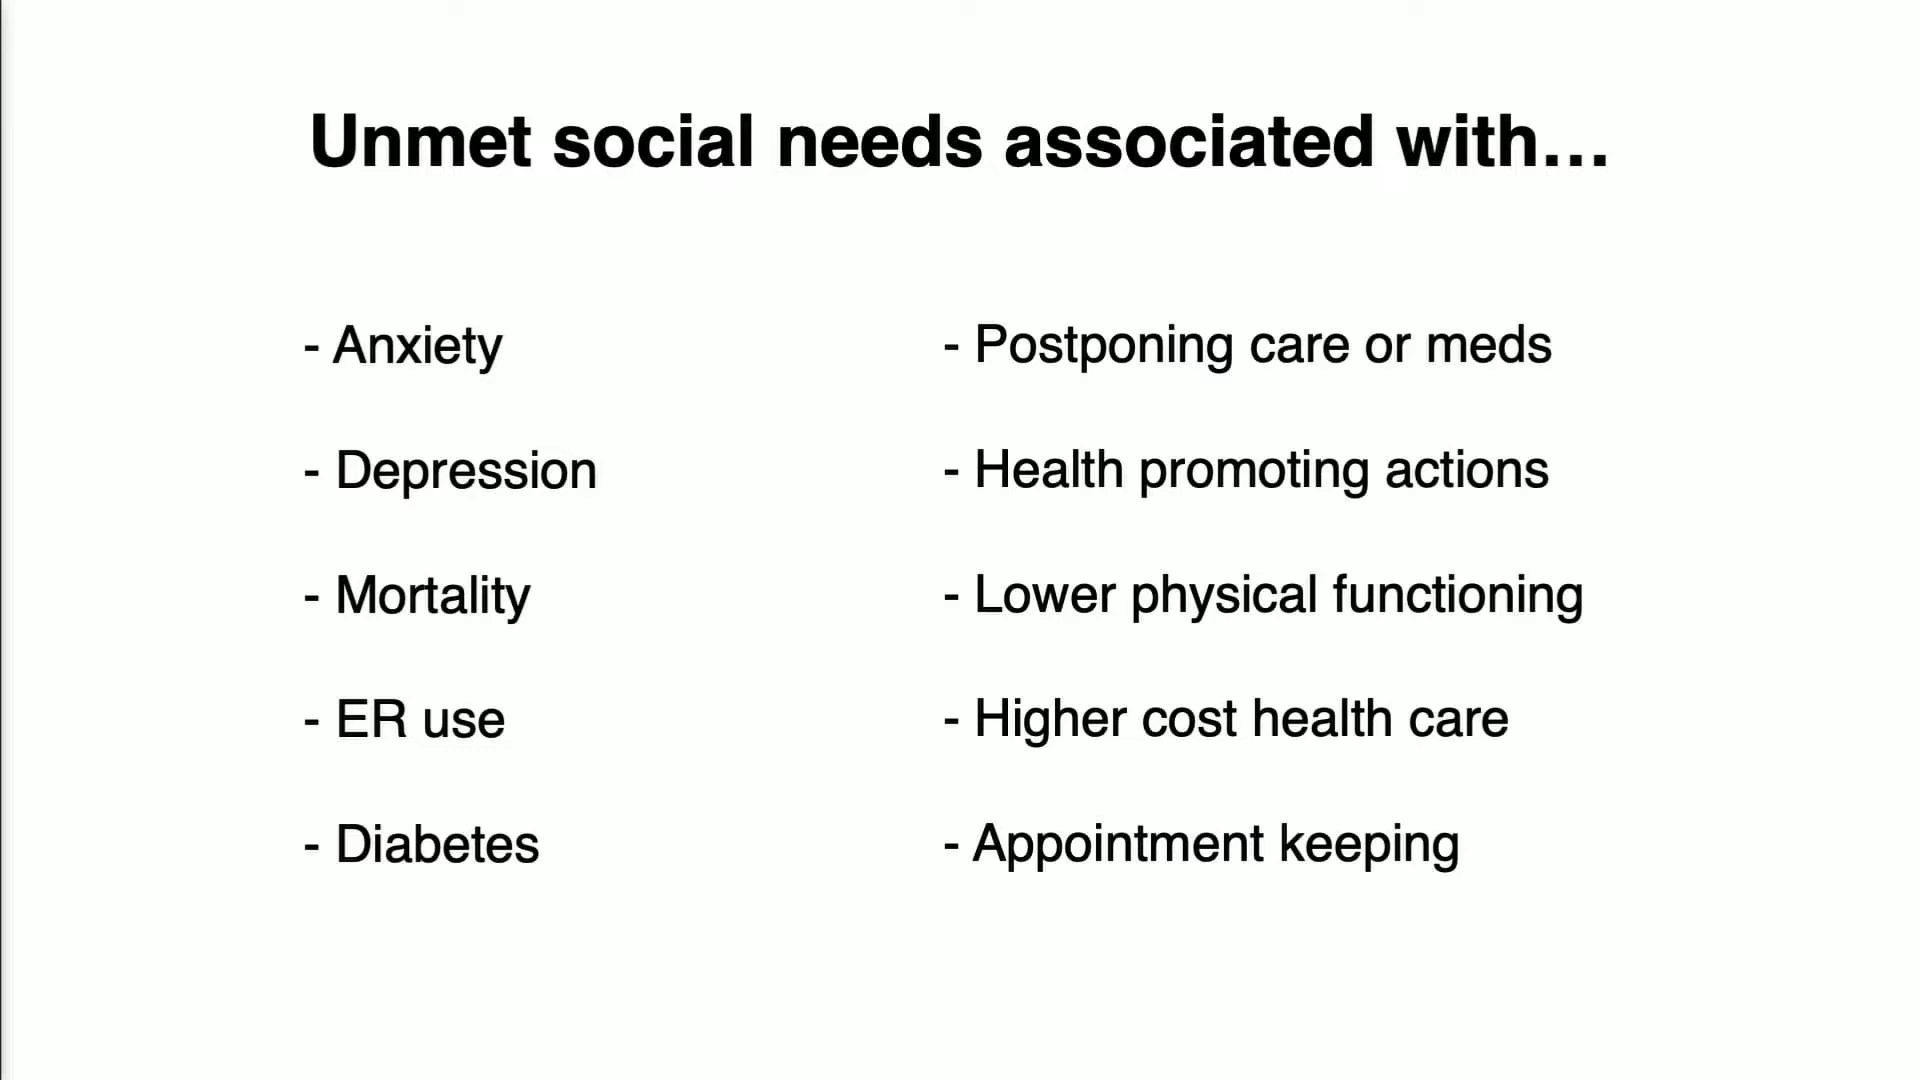 Unmet social needs associated with…
- Anxiety
- Depression
- Mortality
- ER use
- Diabetes
- Postponing care or meds
- Health promoting actions
- Lower physical functioning
- Higher cost health care
- Appointment keeping